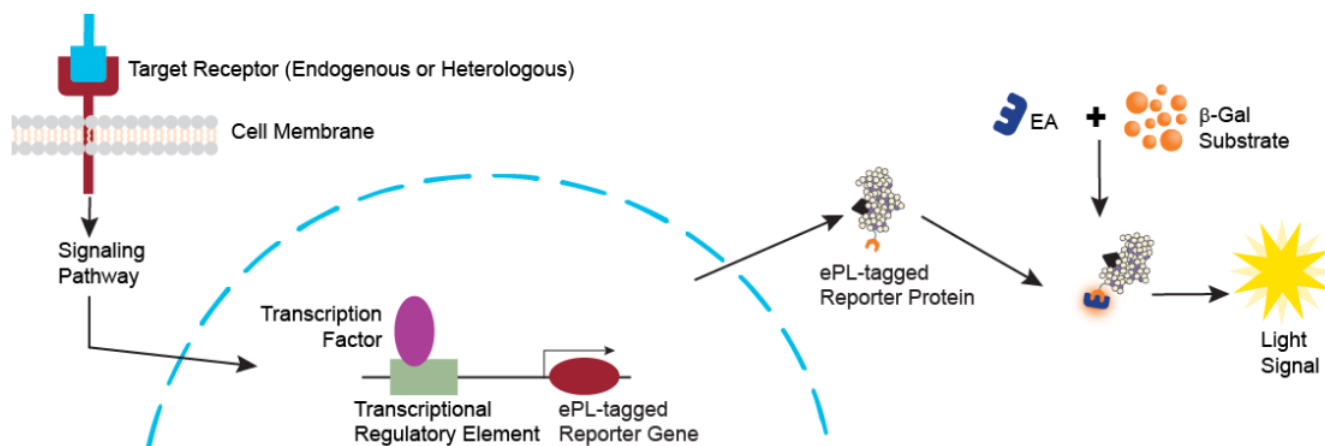 Target Receptor (Endogenous or Heterologous)
Cell Membrane
Signaling
Pathway
Transcription
Factor
Transcriptional
Regulatory Element
ePL-tagged
Reporter Gene
ePL-tagged
Reporter Protein
EA
+
β-Gal
Substrate
Light
Signal